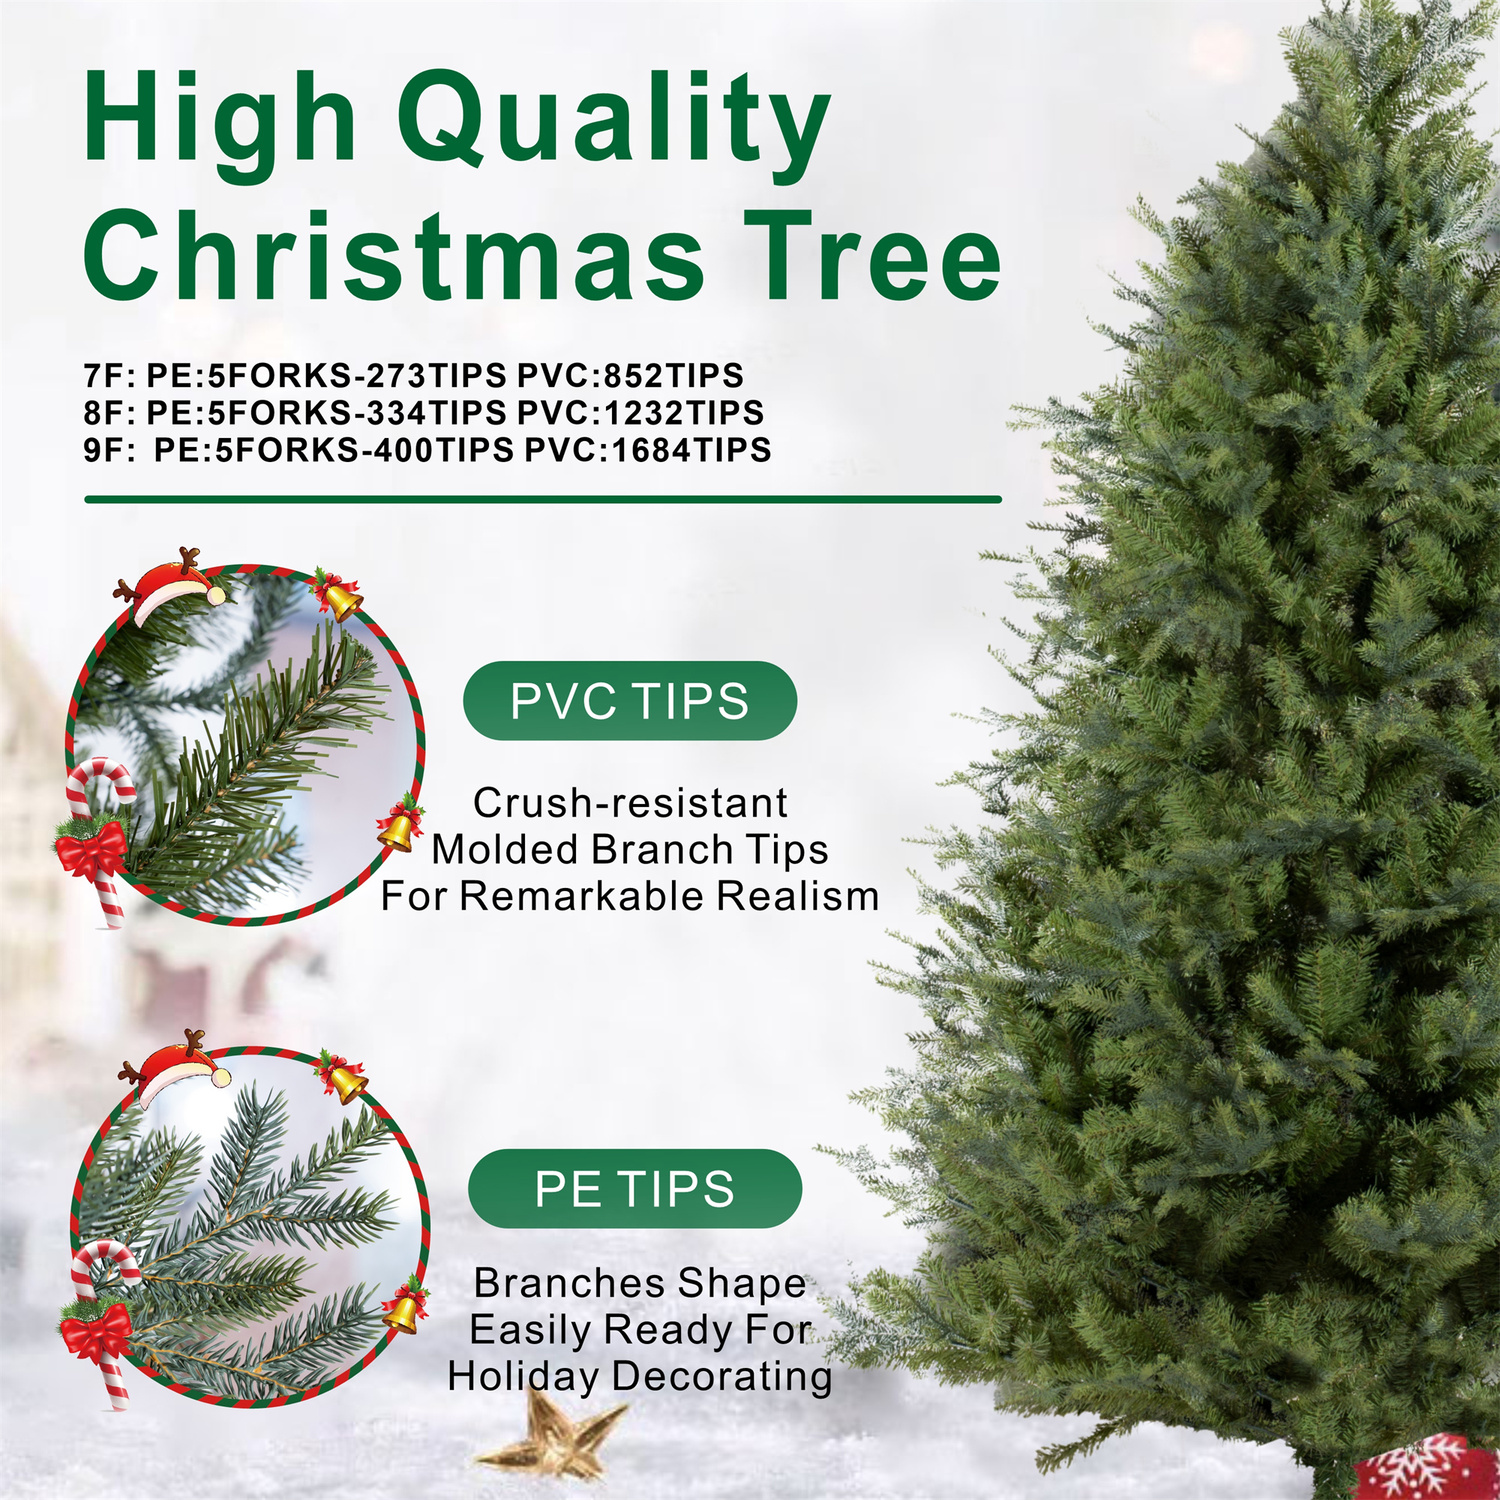 High Quality
Christmas Tree
7F: PE:5FORKS-273TIPS PVC:852TIPS
8F: PE:5FORKS-334TIPS PVC:1232TIPS
9F: PE:5FORKS-400TIPS PVC:1684TIPS
PVC TIPS
Crush-resistant
Molded Branch Tips
For Remarkable Realism
PE TIPS
Branches Shape
Easily Ready For
Holiday Decorating